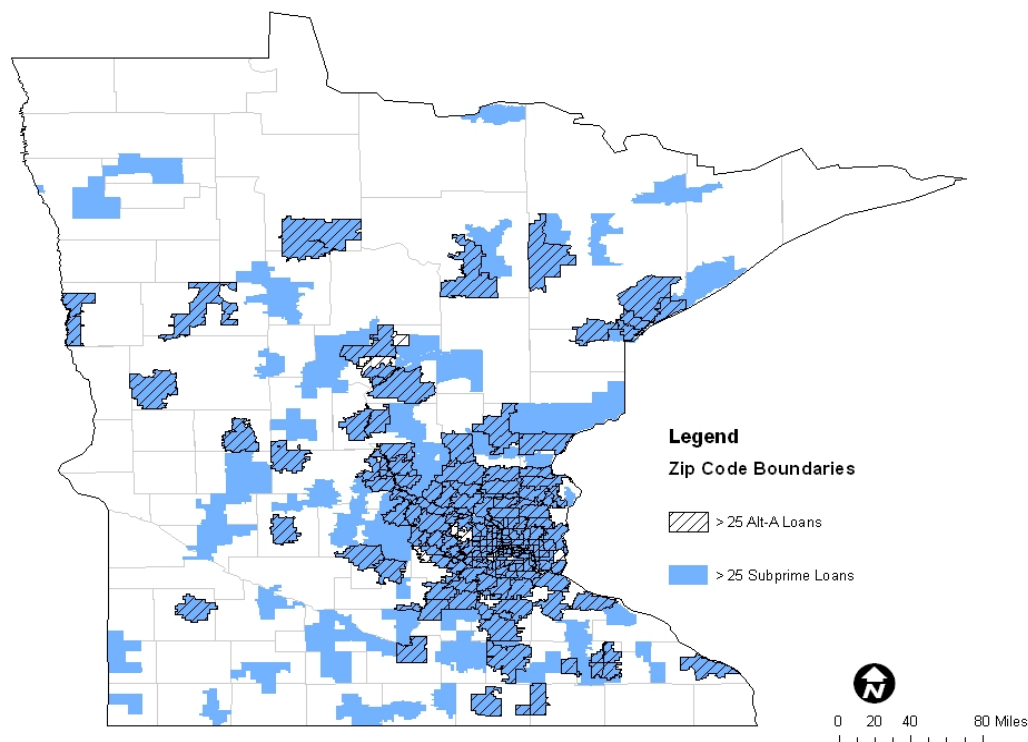 Legend
Zip Code Boundaries
> 25 Alt-A Loans
> 25 Subprime Loans
N
0 20 40 80 Miles